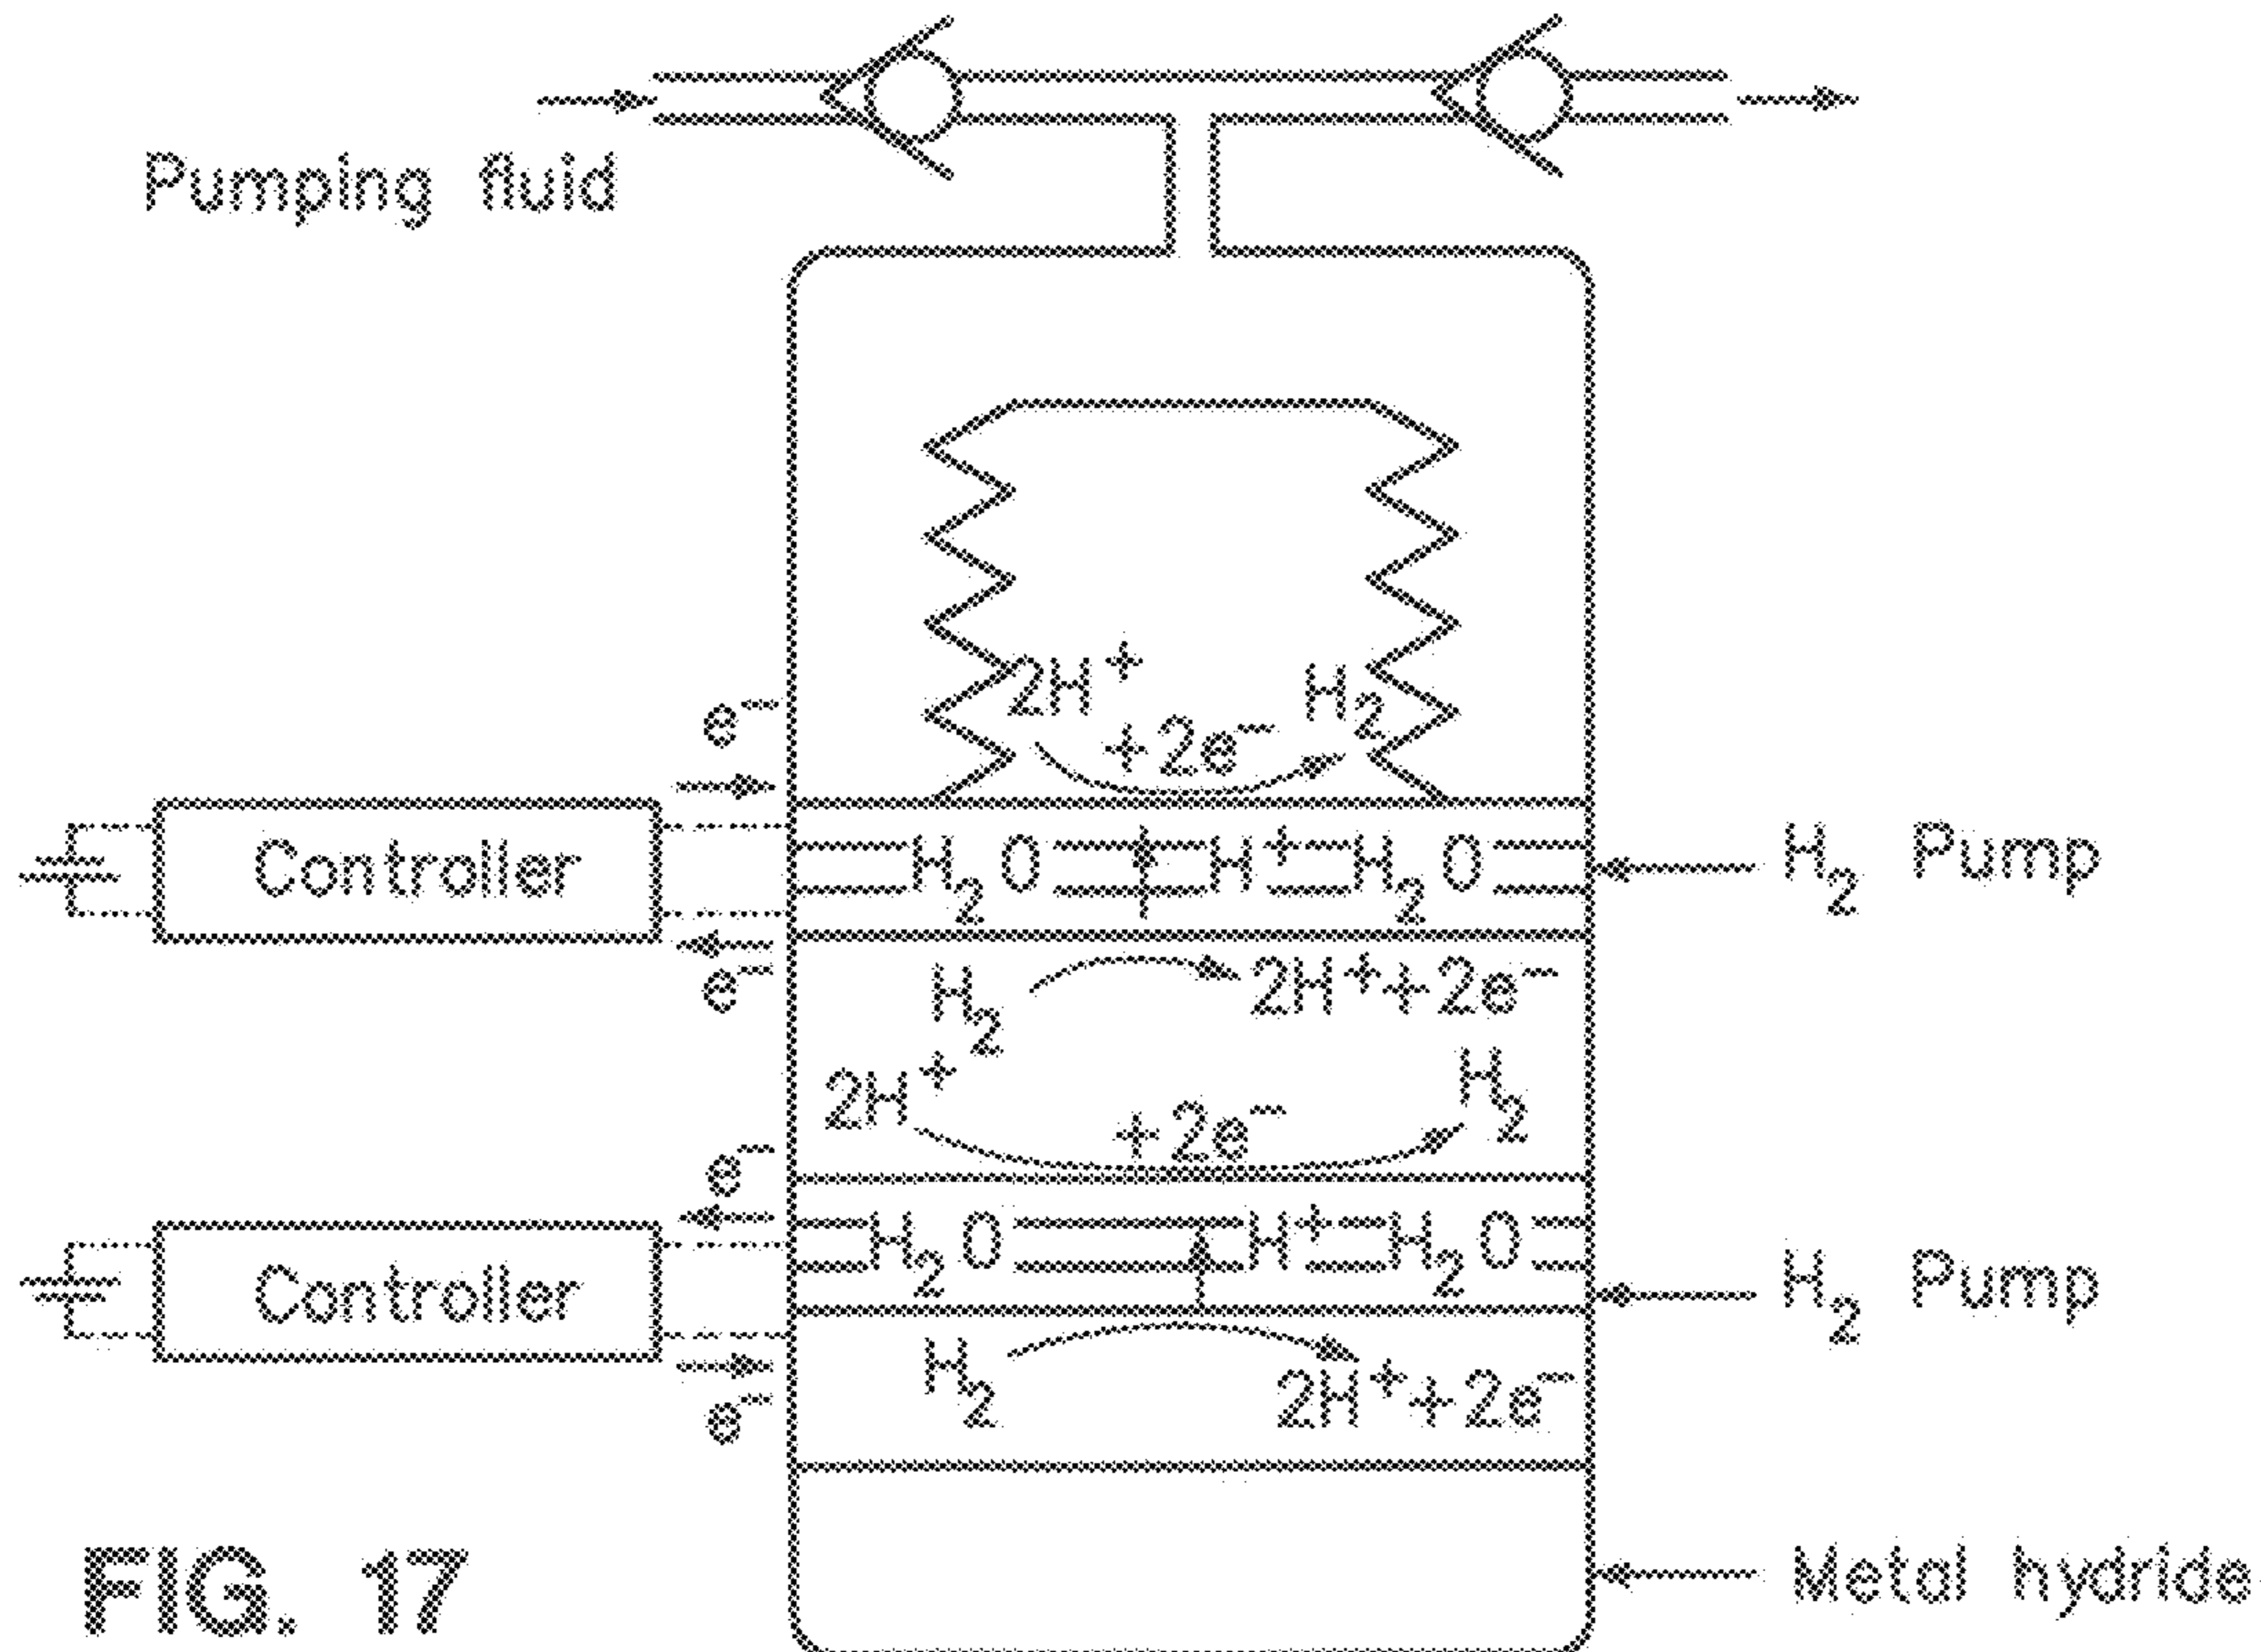 Pumping fluid
2H⁺ +2e⁻ H₂
e⁻
Controller
H₂O H⁺ H₂O
H₂ Pump
e⁻
H₂ 2H⁺+2e⁻
2H⁺ +2e⁻ H₂
e⁻
Controller
H₂O H⁺ H₂O
H₂ Pump
H₂ 2H⁺+2e⁻
e⁻
Metal hydride
FIG. 17